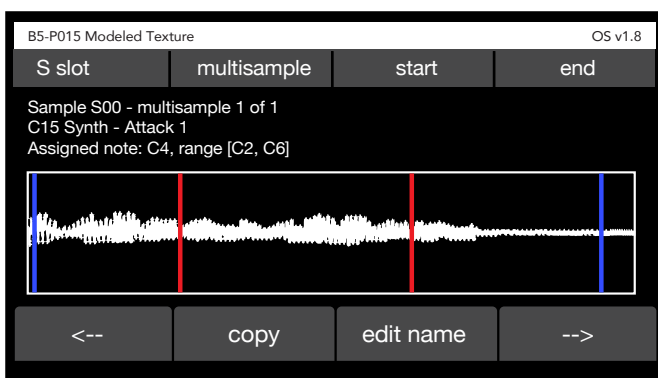 B5-P015 Modeled Texture OS v1.8
S slot multisample start end
Sample S00 - multisample 1 of 1
C15 Synth - Attack 1
Assigned note: C4, range [C2, C6]
<-- copy edit name -->